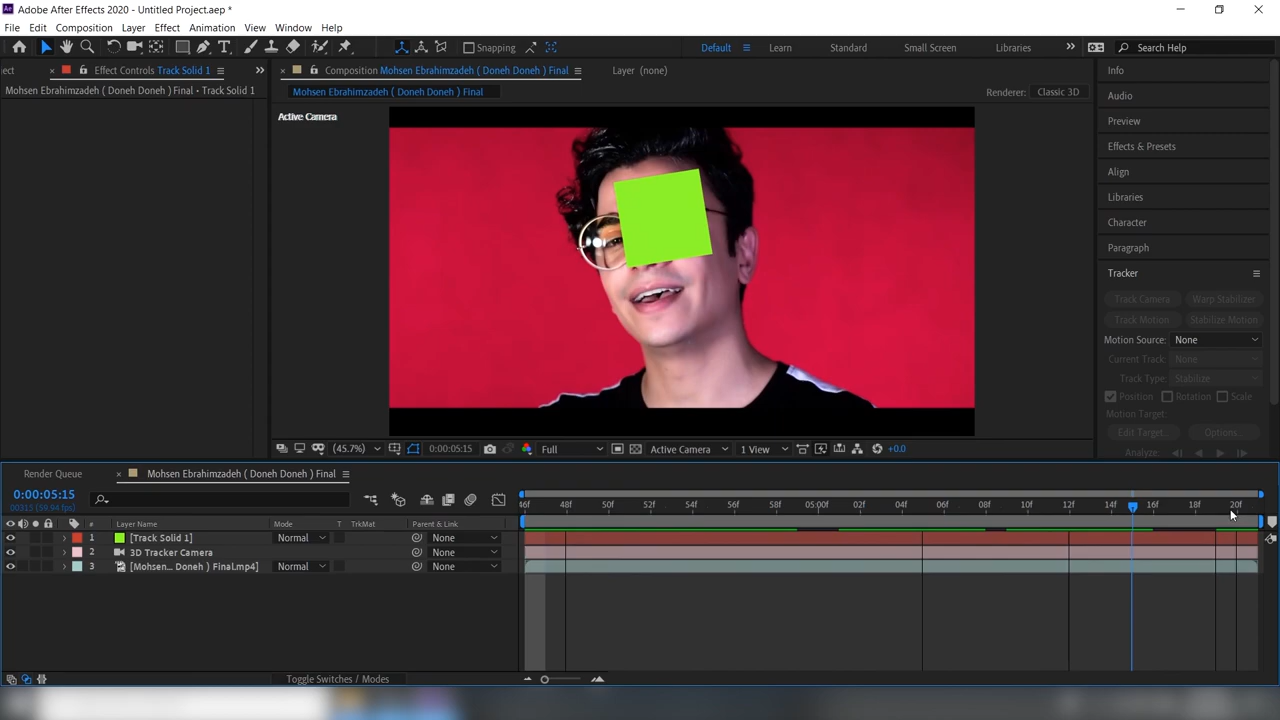 Adobe After Effects 2020 - Untitled Project.aep *
File Edit Composition Layer Effect Animation View Window Help
Snapping
Default Learn Standard Small Screen Libraries Search Help
ect Effect Controls Track Solid 1
Composition Mohsen Ebrahimzadeh ( Doneh Doneh ) Final
Layer (none)
Mohsen Ebrahimzadeh ( Doneh Doneh ) Final • Track Solid 1
Mohsen Ebrahimzadeh ( Doneh Doneh ) Final
Renderer: Classic 3D
Active Camera
Info
Audio
Preview
Effects & Presets
Align
Libraries
Character
Paragraph
Tracker
Track Camera Warp Stabilizer
Track Motion Stabilize Motion
Motion Source: None
Current Track: None
Track Type: Stabilize
Position Rotation Scale
Motion Target:
Edit Target... Options...
Analyze:
(45.7%) 0:00:05:15 Full Active Camera 1 View +0.0
Render Queue
Mohsen Ebrahimzadeh ( Doneh Doneh ) Final
0:00:05:15
00315 (59.94 fps)
46f 48f 50f 52f 54f 56f 58f 05:00f 02f 04f 06f 08f 10f 12f 14f 16f 18f 20f
# Layer Name Mode T TrkMat Parent & Link
1 [Track Solid 1] Normal None
2 3D Tracker Camera None
3 [Mohsen... Doneh ) Final.mp4] Normal None
Toggle Switches / Modes